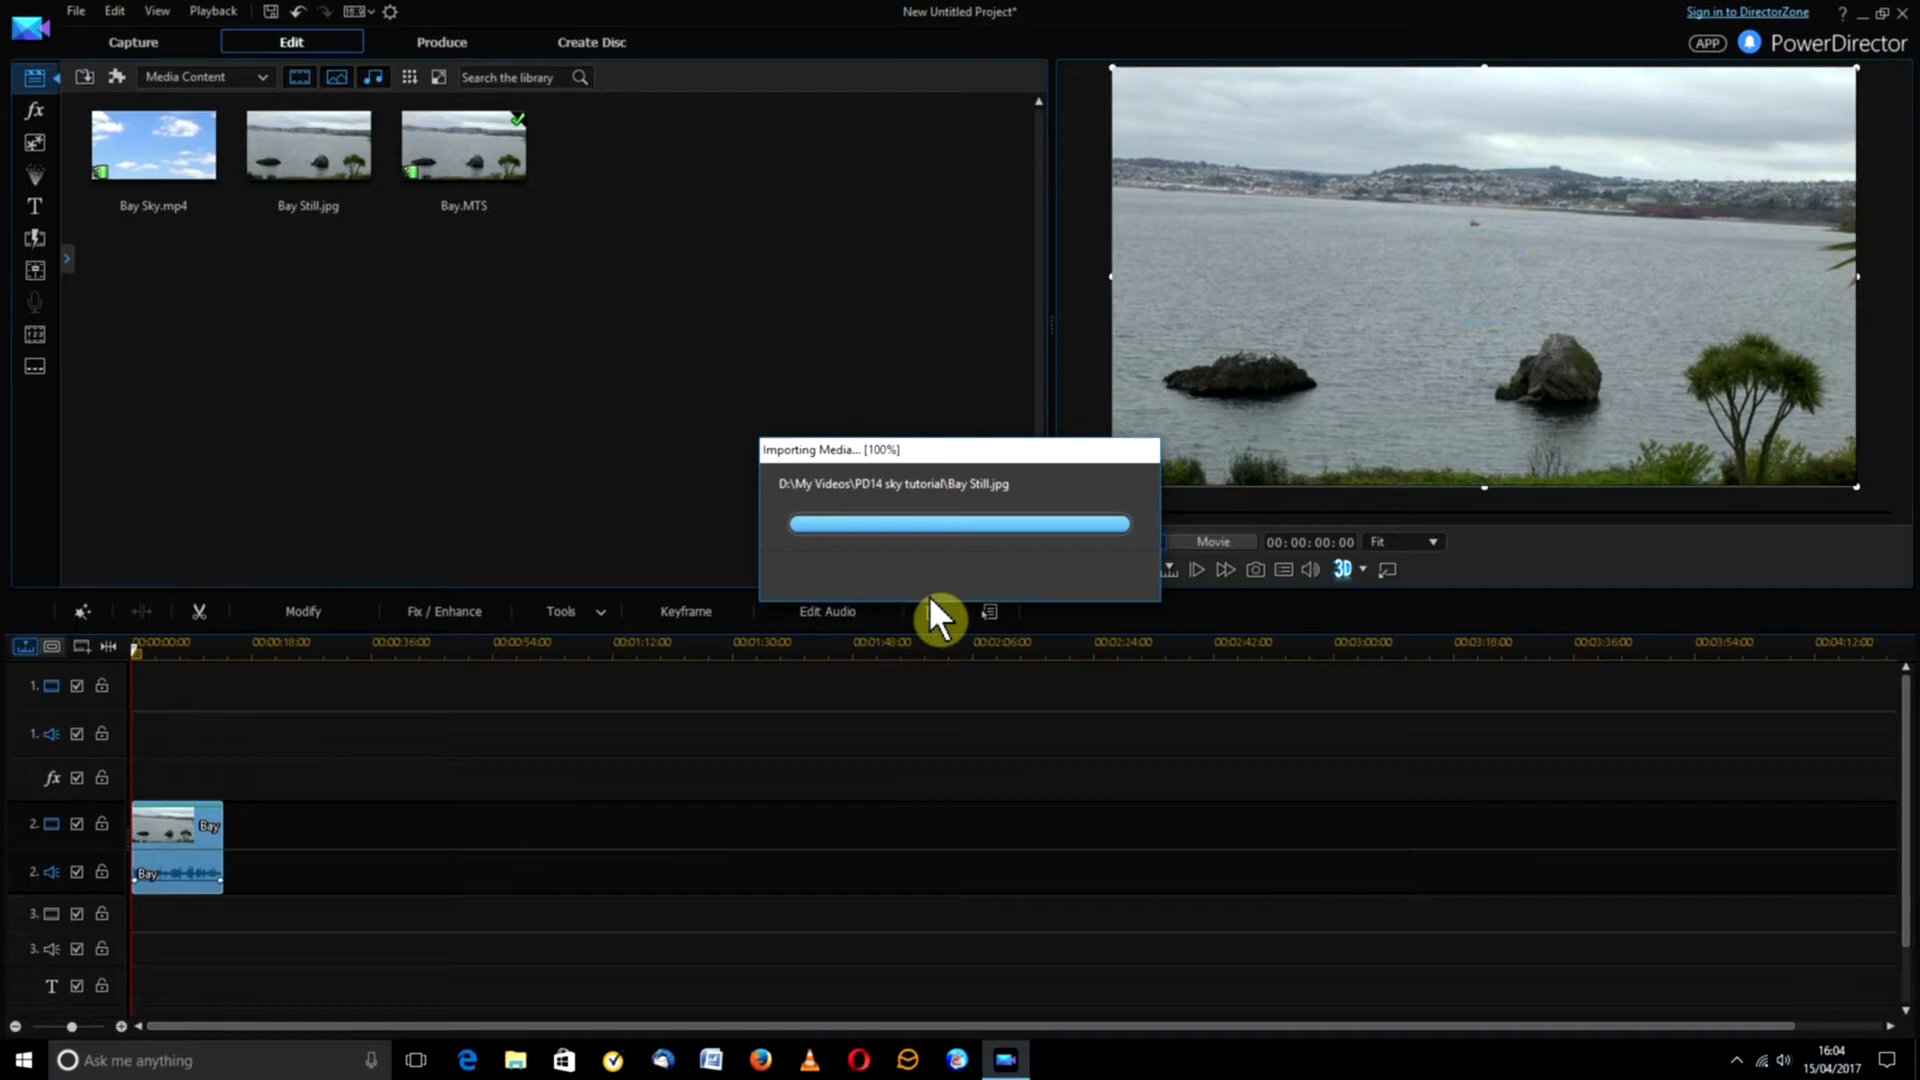 File Edit View Playback 16:9 New Untitled Project* Sign in to DirectorZone ?
Capture Edit Produce Create Disc APP PowerDirector
Media Content Search the library
fx
T
Bay Sky.mp4 Bay Still.jpg Bay.MTS
Importing Media... [100%]
D:\My Videos\PD14 sky tutorial\Bay Still.jpg
Movie 00:00:00:00 Fit
3D
Modify Fix / Enhance Tools Keyframe Edit Audio
00:00:00:00 00:00:18:00 00:00:36:00 00:00:54:00 00:01:12:00 00:01:30:00 00:01:48:00 00:02:06:00 00:02:24:00 00:02:42:00 00:03:00:00 00:03:18:00 00:03:36:00 00:03:54:00 00:04:12:00
1.
1.
fx
2. Bay
2. Bay
3.
3.
T
Ask me anything
16:04
15/04/2017